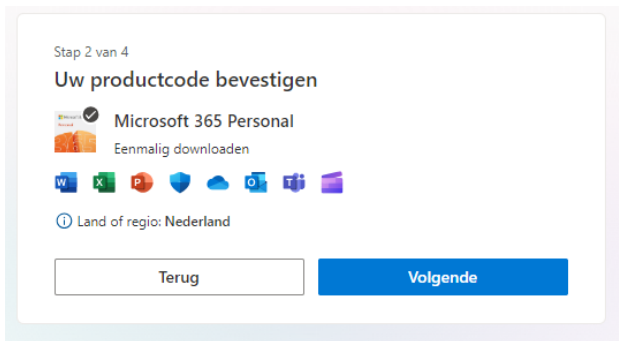 Stap 2 van 4
Uw productcode bevestigen
Microsoft 365 Personal
Eenmalig downloaden
Land of regio: Nederland
Terug
Volgende